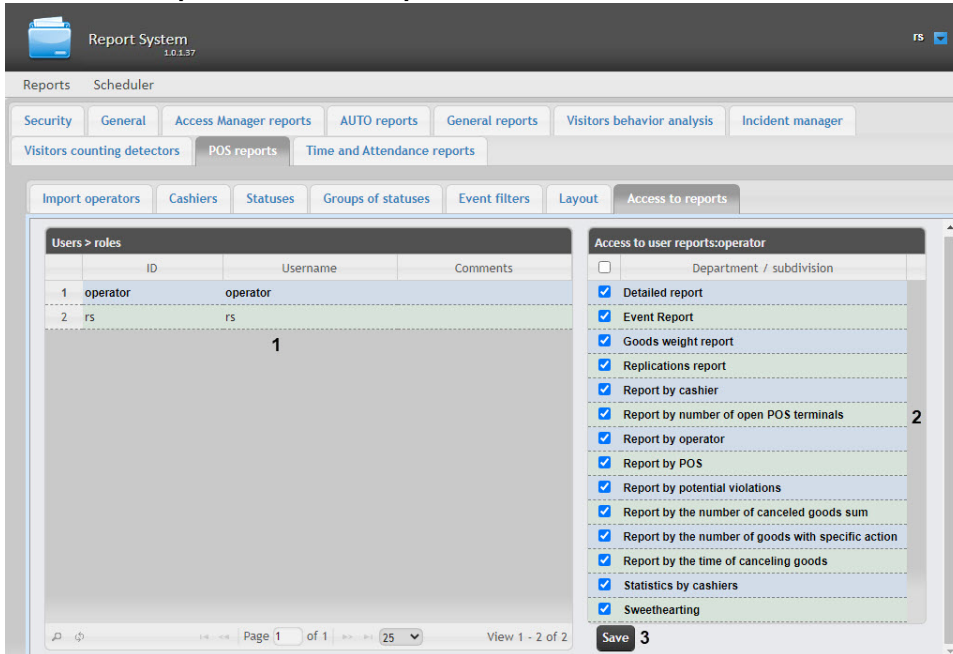 Report System
1.0.1.37
rs
Reports Scheduler
Security General Access Manager reports AUTO reports General reports Visitors behavior analysis Incident manager
Visitors counting detectors POS reports Time and Attendance reports
Import operators Cashiers Statuses Groups of statuses Event filters Layout Access to reports
Users > roles
ID Username Comments
1 operator operator
2 rs rs
1
Page 1 of 1 25 View 1 - 2 of 2
Access to user reports:operator
Department / subdivision
Detailed report
Event Report
Goods weight report
Replications report
Report by cashier
Report by number of open POS terminals
2
Report by operator
Report by POS
Report by potential violations
Report by the number of canceled goods sum
Report by the number of goods with specific action
Report by the time of canceling goods
Statistics by cashiers
Sweethearting
Save 3